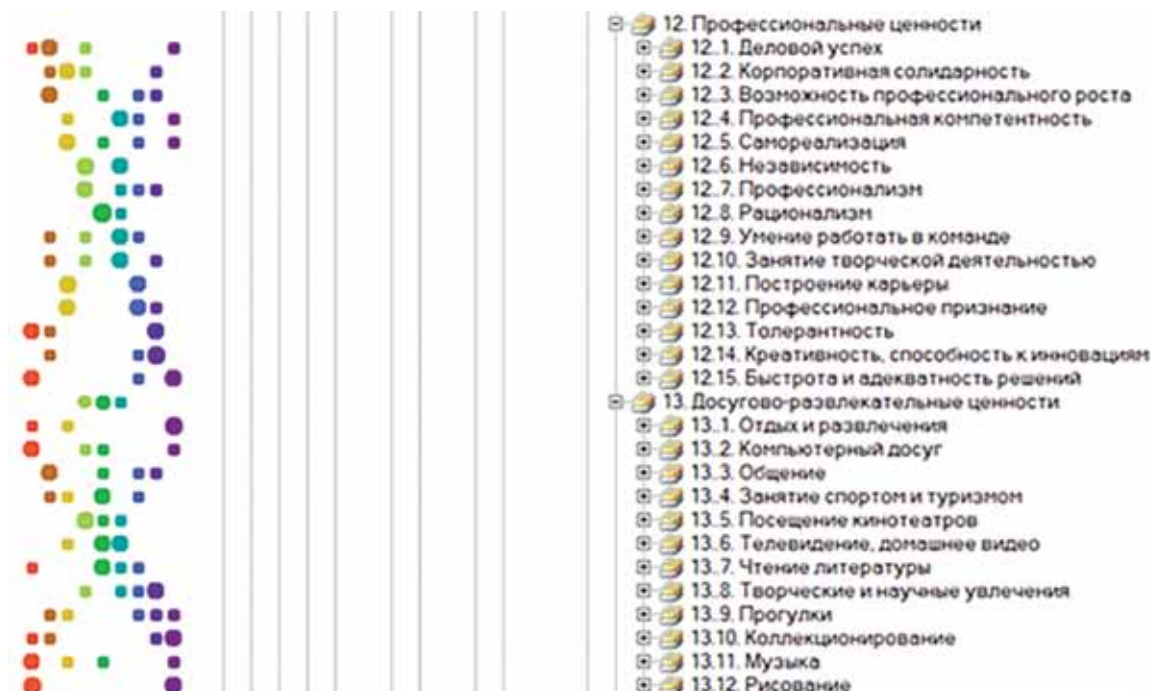 12. Профессиональные ценности
12..1. Деловой успех
12..2. Корпоративная солидарность
12..3. Возможность профессионального роста
12..4. Профессиональная компетентность
12..5. Самореализация
12..6. Независимость
12..7. Профессионализм
12..8. Рационализм
12..9. Умение работать в команде
12.10. Занятие творческой деятельностью
12.11. Построение карьеры
12.12. Профессиональное признание
12.13. Толерантность
12.14. Креативность, способность к инновациям
12.15. Быстрота и адекватность решений
13. Досугово-развлекательные ценности
13..1. Отдых и развлечения
13..2. Компьютерный досуг
13..3. Общение
13..4. Занятие спортом и туризмом
13..5. Посещение кинотеатров
13..6. Телевидение, домашнее видео
13..7. Чтение литературы
13..8. Творческие и научные увлечения
13..9. Прогулки
13.10. Коллекционирование
13.11. Музыка
13.12. Рисование